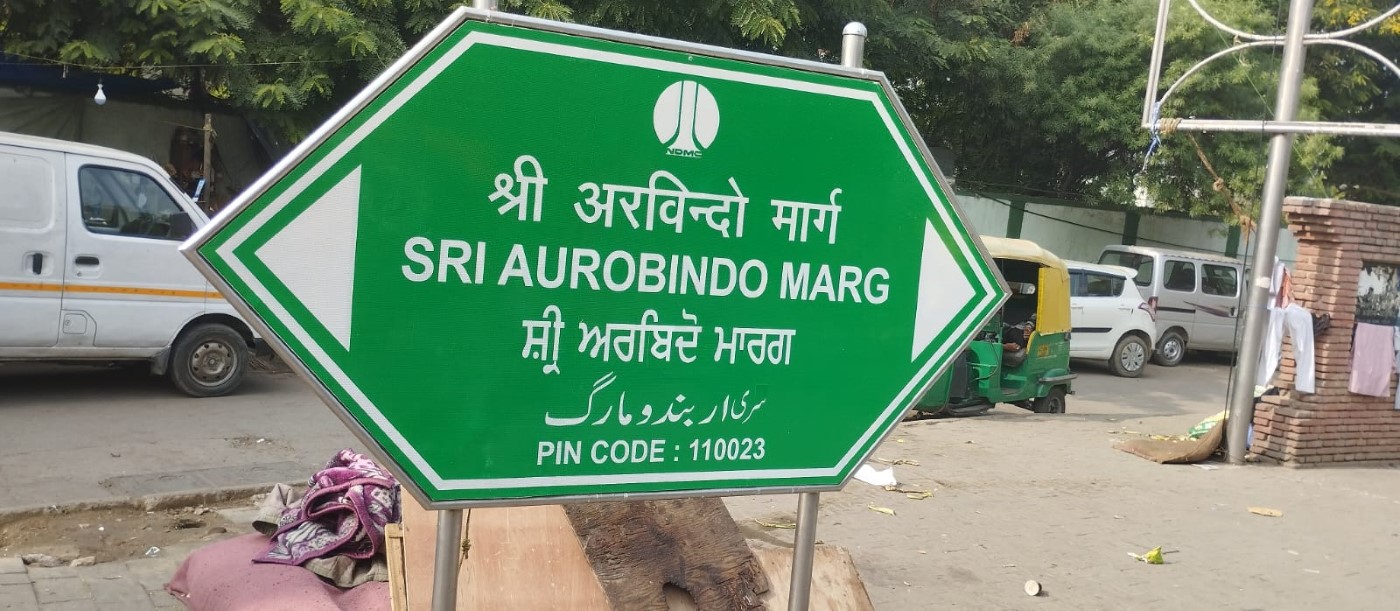 NDMC
श्री अरविन्दो मार्ग
SRI AUROBINDO MARG
ਸ਼੍ਰੀ ਅਰਬਿਦੋ ਮਾਰਗ
سری اربندو مارگ
PIN CODE : 110023